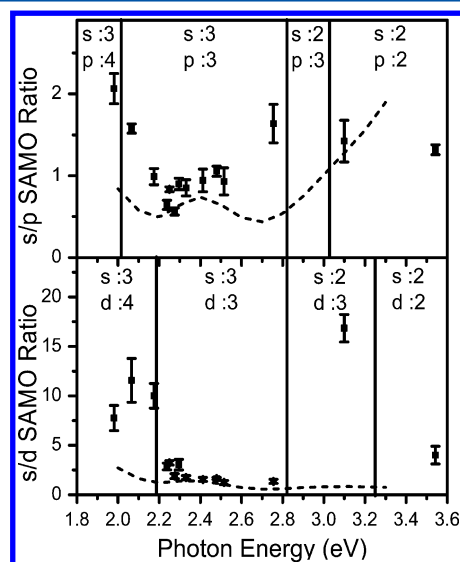 s :3 s :3 s :2 s :2
p :4 p :3 p :3 p :2
2
1
0
s/p SAMO Ratio
s :3 s :3 s :2 s :2
d :4 d :3 d :3 d :2
25
20
15
10
5
0
s/d SAMO Ratio
1.8 2.0 2.2 2.4 2.6 2.8 3.0 3.2 3.4 3.6
Photon Energy (eV)